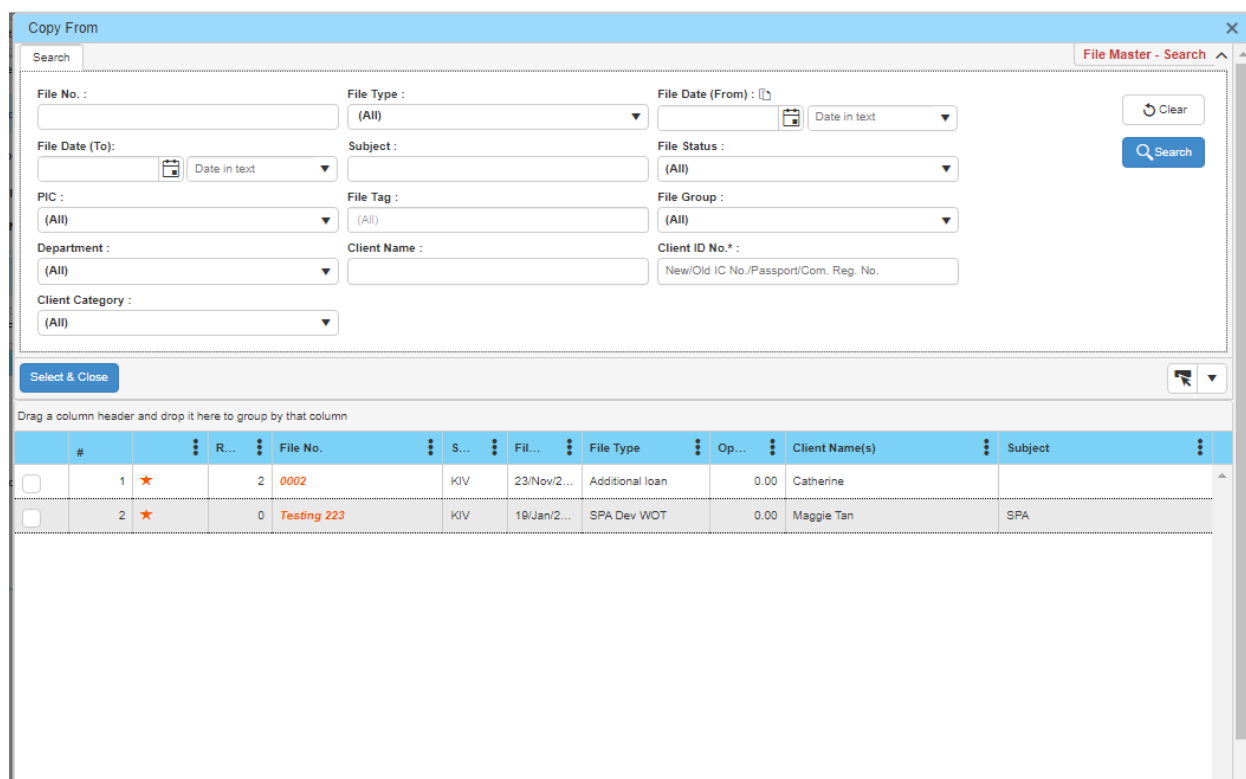 Copy From
Search
File Master - Search
File No. :
File Type :
File Date (From) :
(All)
Date in text
Clear
File Date (To):
Subject :
File Status :
Date in text
(All)
Search
PIC :
File Tag :
File Group :
(All)
(All)
(All)
Department :
Client Name :
Client ID No.* :
(All)
New/Old IC No./Passport/Com. Reg. No.
Client Category :
(All)
Select & Close
Drag a column header and drop it here to group by that column
# R... File No. S... Fil... File Type Op... Client Name(s) Subject
1 2 0002 KIV 23/Nov/2... Additional loan 0.00 Catherine
2 0 Testing 223 KIV 19/Jan/2... SPA Dev WOT 0.00 Maggie Tan SPA